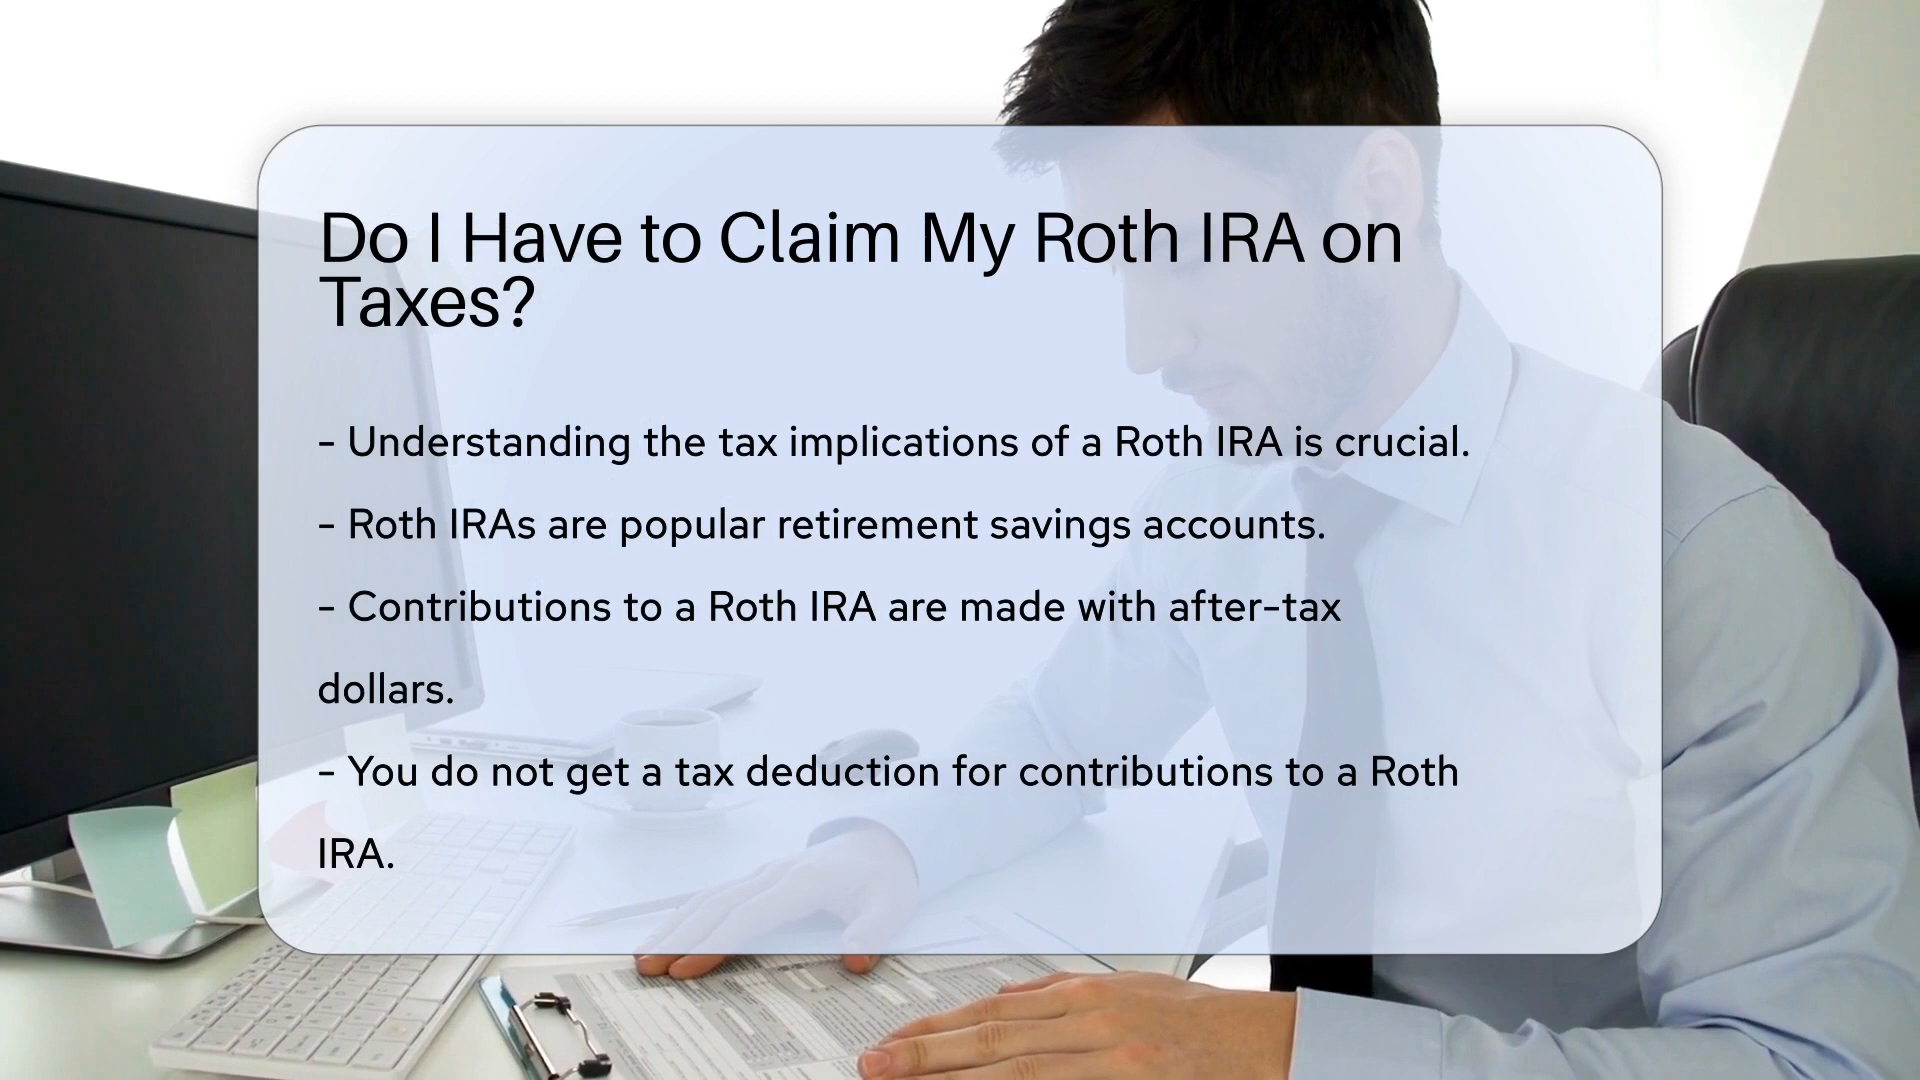 Do I Have to Claim My Roth IRA on
Taxes?
- Understanding the tax implications of a Roth IRA is crucial.
- Roth IRAs are popular retirement savings accounts.
- Contributions to a Roth IRA are made with after-tax
dollars.
- You do not get a tax deduction for contributions to a Roth
IRA.